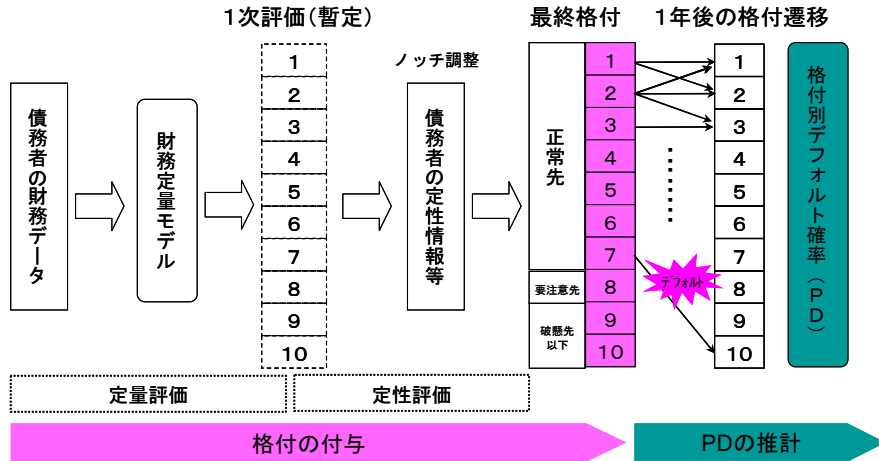 1次評価(暫定)
最終格付
1年後の格付遷移
ノッチ調整
債務者の財務データ
財務定量モデル
1
2
3
4
5
6
7
8
9
10
債務者の定性情報等
正常先
要注意先
破懸先
以下
1
2
3
4
5
6
7
8
9
10
デフォルト
1
2
3
4
5
6
7
8
9
10
格付別デフォルト確率(PD)
定量評価
定性評価
格付の付与
PDの推計